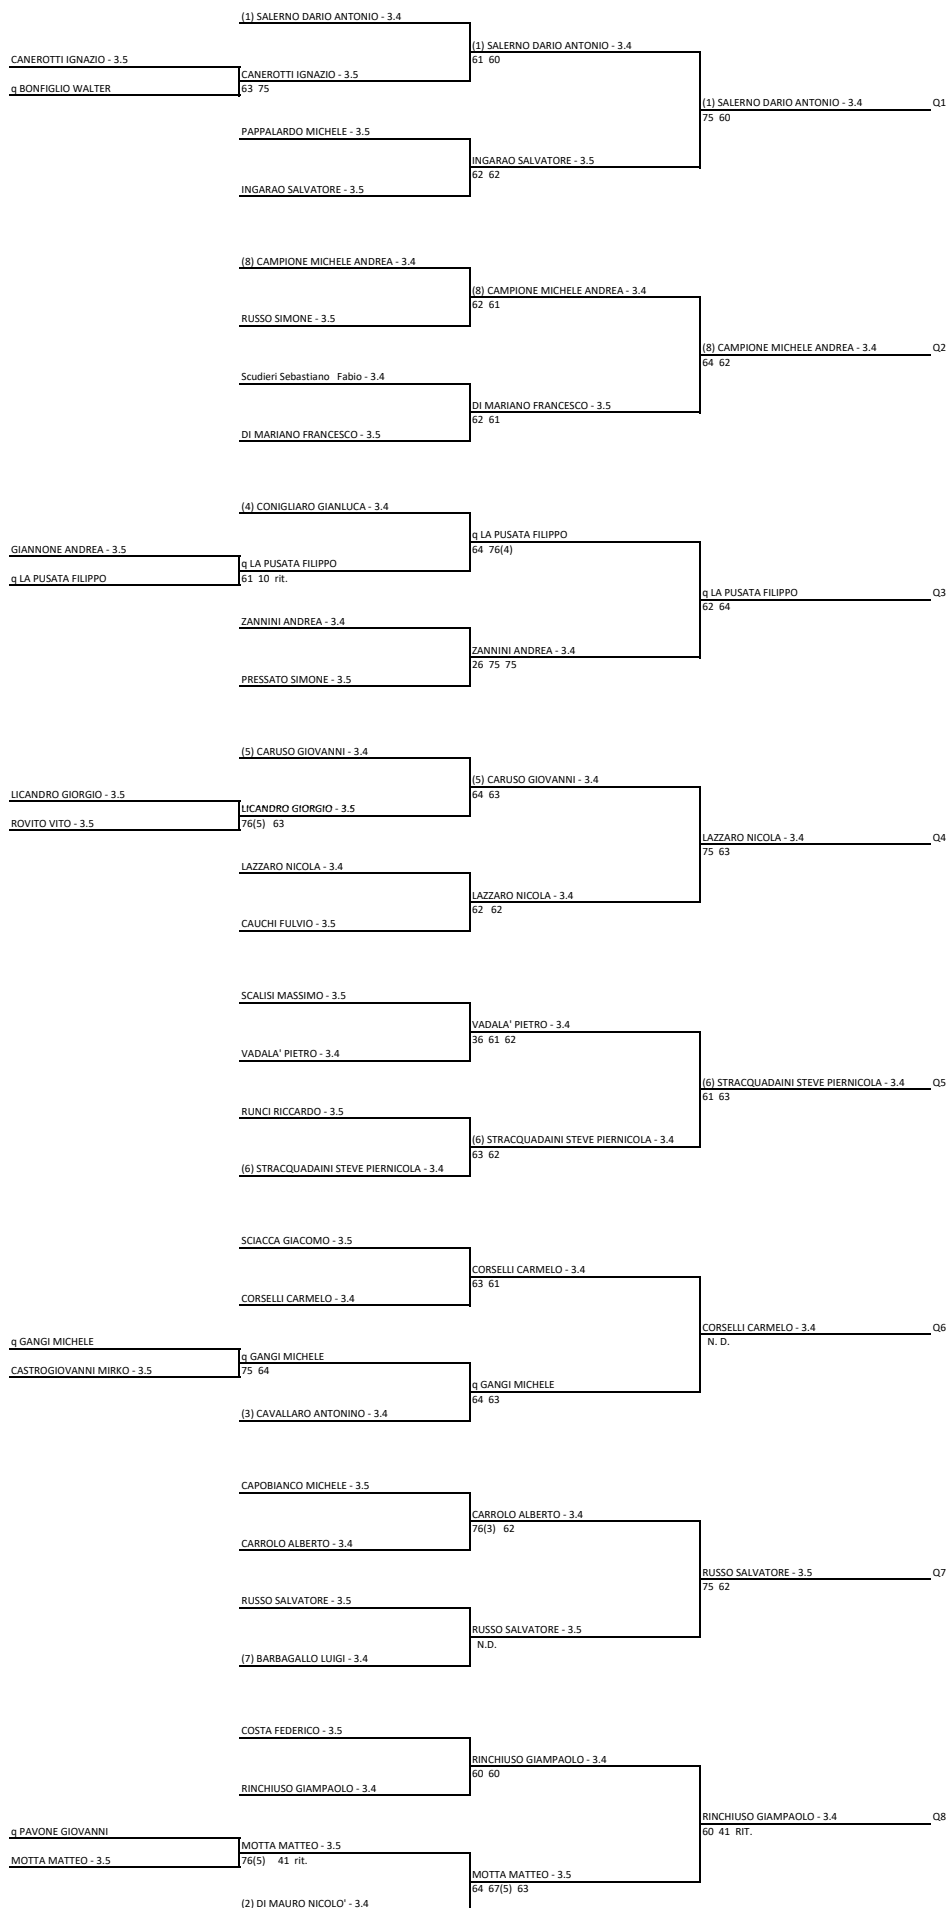 (1) SALERNO DARIO ANTONIO - 3.4
(1) SALERNO DARIO ANTONIO - 3.4
CANEROTTI IGNAZIO - 3.5
61 60
CANEROTTI IGNAZIO - 3.5
q BONFIGLIO WALTER
63 75
(1) SALERNO DARIO ANTONIO - 3.4
Q1
75 60
PAPPALARDO MICHELE - 3.5
INGARAO SALVATORE - 3.5
62 62
INGARAO SALVATORE - 3.5
(8) CAMPIONE MICHELE ANDREA - 3.4
(8) CAMPIONE MICHELE ANDREA - 3.4
62 61
RUSSO SIMONE - 3.5
(8) CAMPIONE MICHELE ANDREA - 3.4
Q2
64 62
Scudieri Sebastiano Fabio - 3.4
DI MARIANO FRANCESCO - 3.5
62 61
DI MARIANO FRANCESCO - 3.5
(4) CONIGLIARO GIANLUCA - 3.4
q LA PUSATA FILIPPO
GIANNONE ANDREA - 3.5
64 76(4)
q LA PUSATA FILIPPO
q LA PUSATA FILIPPO
61 10 rit.
q LA PUSATA FILIPPO
Q3
62 64
ZANNINI ANDREA - 3.4
ZANNINI ANDREA - 3.4
26 75 75
PRESSATO SIMONE - 3.5
(5) CARUSO GIOVANNI - 3.4
(5) CARUSO GIOVANNI - 3.4
LICANDRO GIORGIO - 3.5
64 63
LICANDRO GIORGIO - 3.5
ROVITO VITO - 3.5
76(5) 63
LAZZARO NICOLA - 3.4
Q4
75 63
LAZZARO NICOLA - 3.4
LAZZARO NICOLA - 3.4
62 62
CAUCHI FULVIO - 3.5
SCALISI MASSIMO - 3.5
VADALA' PIETRO - 3.4
36 61 62
VADALA' PIETRO - 3.4
(6) STRACQUADAINI STEVE PIERNICOLA - 3.4
Q5
61 63
RUNCI RICCARDO - 3.5
(6) STRACQUADAINI STEVE PIERNICOLA - 3.4
63 62
(6) STRACQUADAINI STEVE PIERNICOLA - 3.4
SCIACCA GIACOMO - 3.5
CORSELLI CARMELO - 3.4
63 61
CORSELLI CARMELO - 3.4
CORSELLI CARMELO - 3.4
Q6
N. D.
q GANGI MICHELE
q GANGI MICHELE
CASTROGIOVANNI MIRKO - 3.5
75 64
q GANGI MICHELE
64 63
(3) CAVALLARO ANTONINO - 3.4
CAPOBIANCO MICHELE - 3.5
CARROLO ALBERTO - 3.4
76(3) 62
CARROLO ALBERTO - 3.4
RUSSO SALVATORE - 3.5
Q7
75 62
RUSSO SALVATORE - 3.5
RUSSO SALVATORE - 3.5
N.D.
(7) BARBAGALLO LUIGI - 3.4
COSTA FEDERICO - 3.5
RINCHIUSO GIAMPAOLO - 3.4
60 60
RINCHIUSO GIAMPAOLO - 3.4
RINCHIUSO GIAMPAOLO - 3.4
Q8
60 41 RIT.
q PAVONE GIOVANNI
MOTTA MATTEO - 3.5
MOTTA MATTEO - 3.5
76(5) 41 rit.
MOTTA MATTEO - 3.5
64 67(5) 63
(2) DI MAURO NICOLO' - 3.4